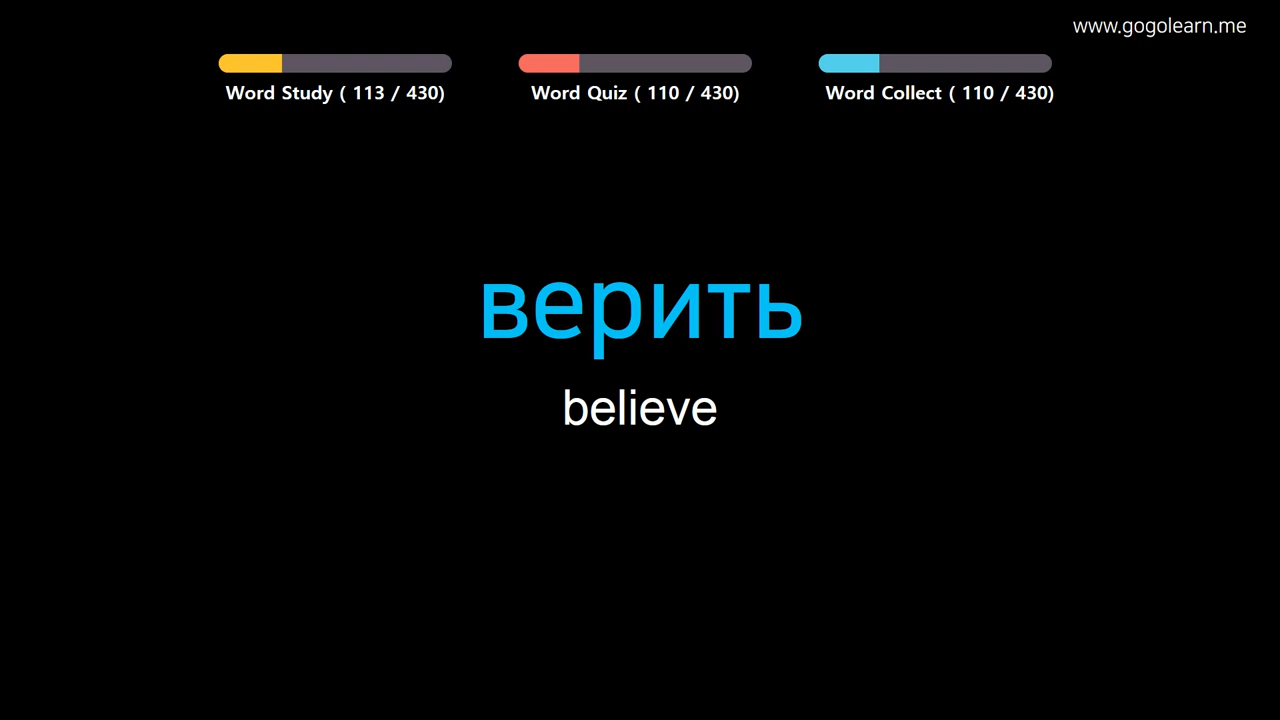 www.gogolearn.me
Word Study ( 113 / 430)
Word Quiz ( 110 / 430)
Word Collect ( 110 / 430)
верить
believe